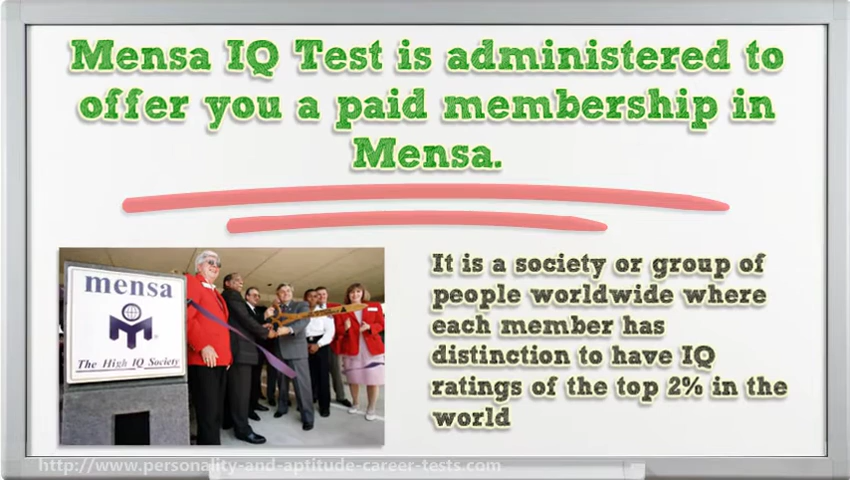 Mensa IQ Test is administered to
offer you a paid membership in
Mensa.
mensa
®
The High IQ Society
It is a society or group of
people worldwide where
each member has
distinction to have IQ
ratings of the top 2% in the
world
http://www.personality-and-aptitude-career-tests.com